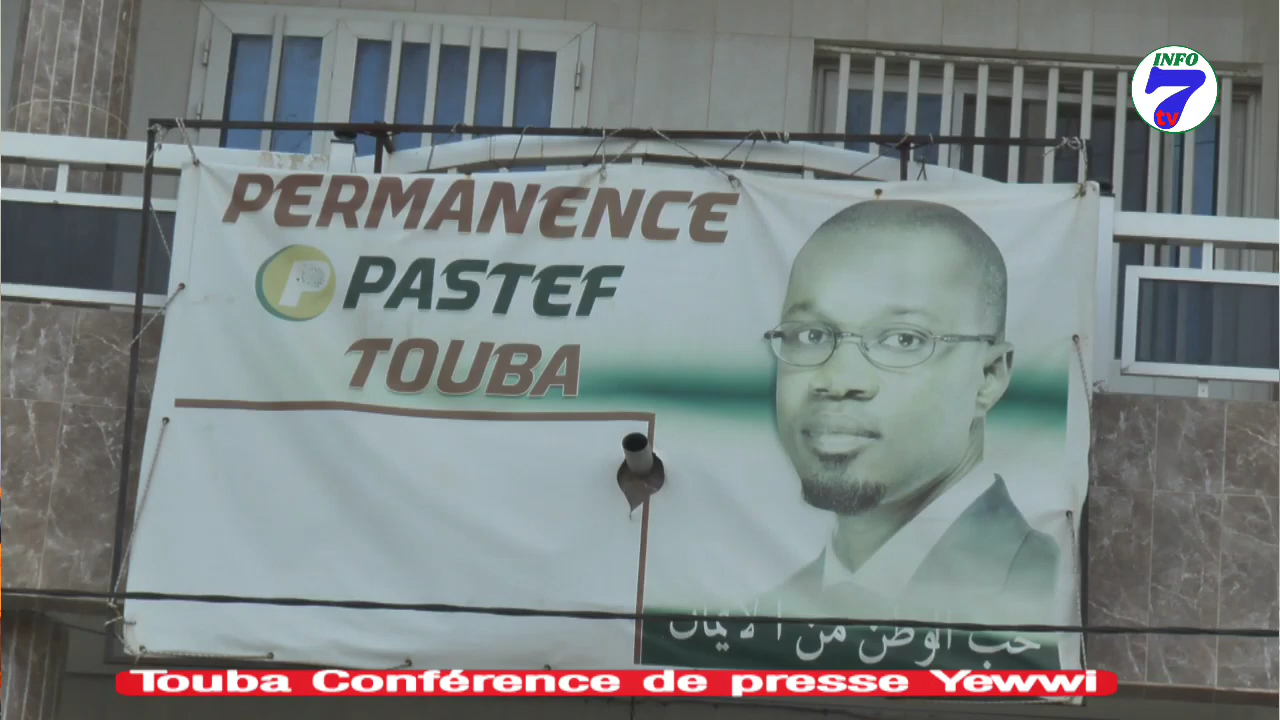 INFO
7
tv
PERMANENCE
P PASTEF
TOUBA
حب الوطن من الايمان
Touba Conférence de presse Yewwi